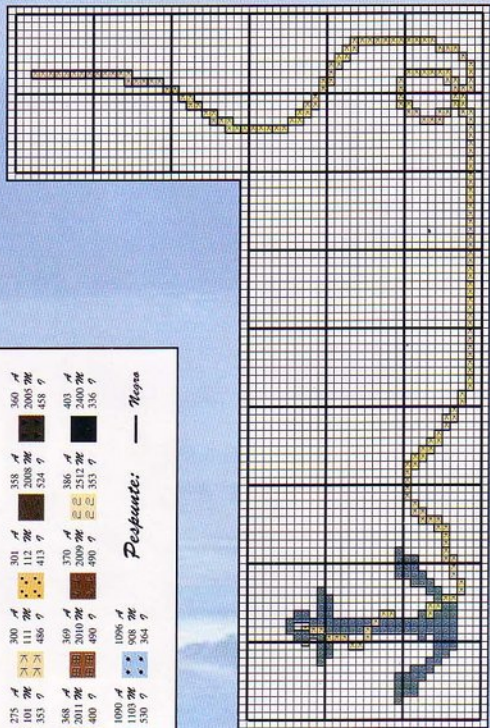 275 A 300 A 301 A 358 A 360 A
101 M 111 M 112 M 2008 M 2005 M
353 P 486 P 413 P 524 P 458 P
368 A 369 A 370 A 386 A 403 A
2011 M 2010 M 2009 M 2512 M 2400 M
400 P 490 P 490 P 353 P 336 P
1090 A 1096 A
1103 M 908 M
530 P 364 P
Pespunte: — Negro